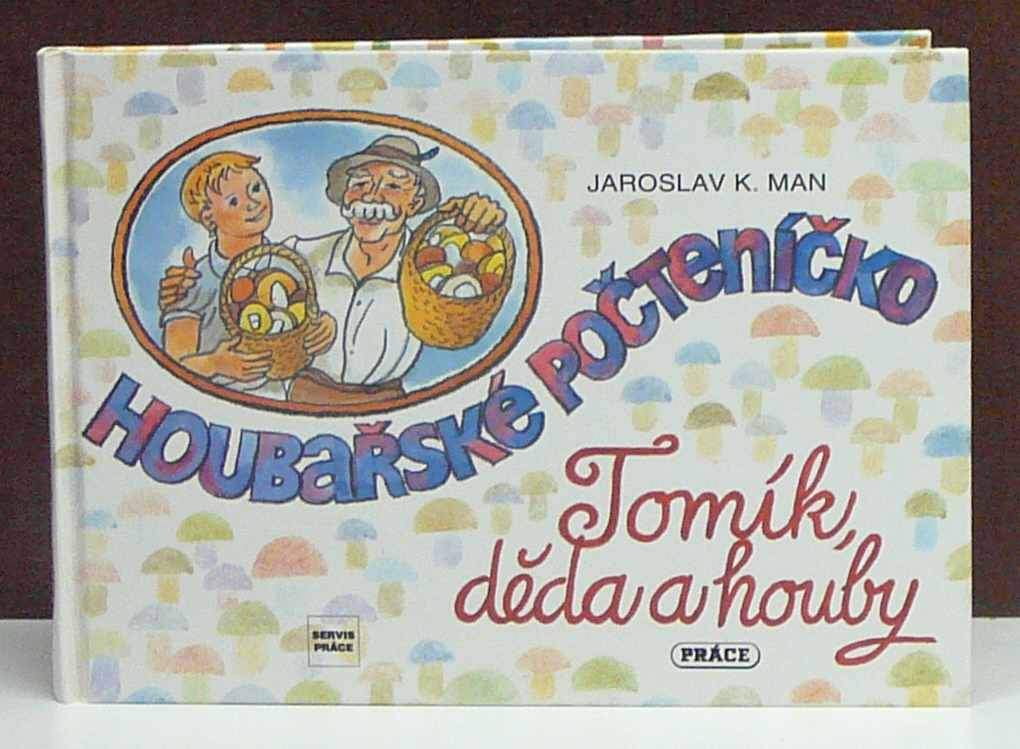 JAROSLAV K. MAN
HOUBAŘSKÉ POČTENÍČKO
Tomík,
děda a houby
SERVIS
PRÁCE
PRÁCE